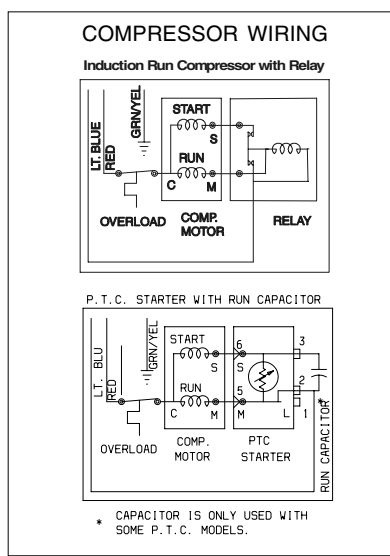 COMPRESSOR WIRING
Induction Run Compressor with Relay
LT. BLUE
RED
GRN/YEL
START
S
RUN
C
M
OVERLOAD
COMP.
MOTOR
RELAY
P.T.C. STARTER WITH RUN CAPACITOR
LT. BLU
RED
GRN/YEL
START
S
RUN
C
M
6
S
5
M
3
2
L
1
OVERLOAD
COMP.
MOTOR
PTC
STARTER
RUN CAPACITOR*
* CAPACITOR IS ONLY USED WITH
SOME P.T.C. MODELS.